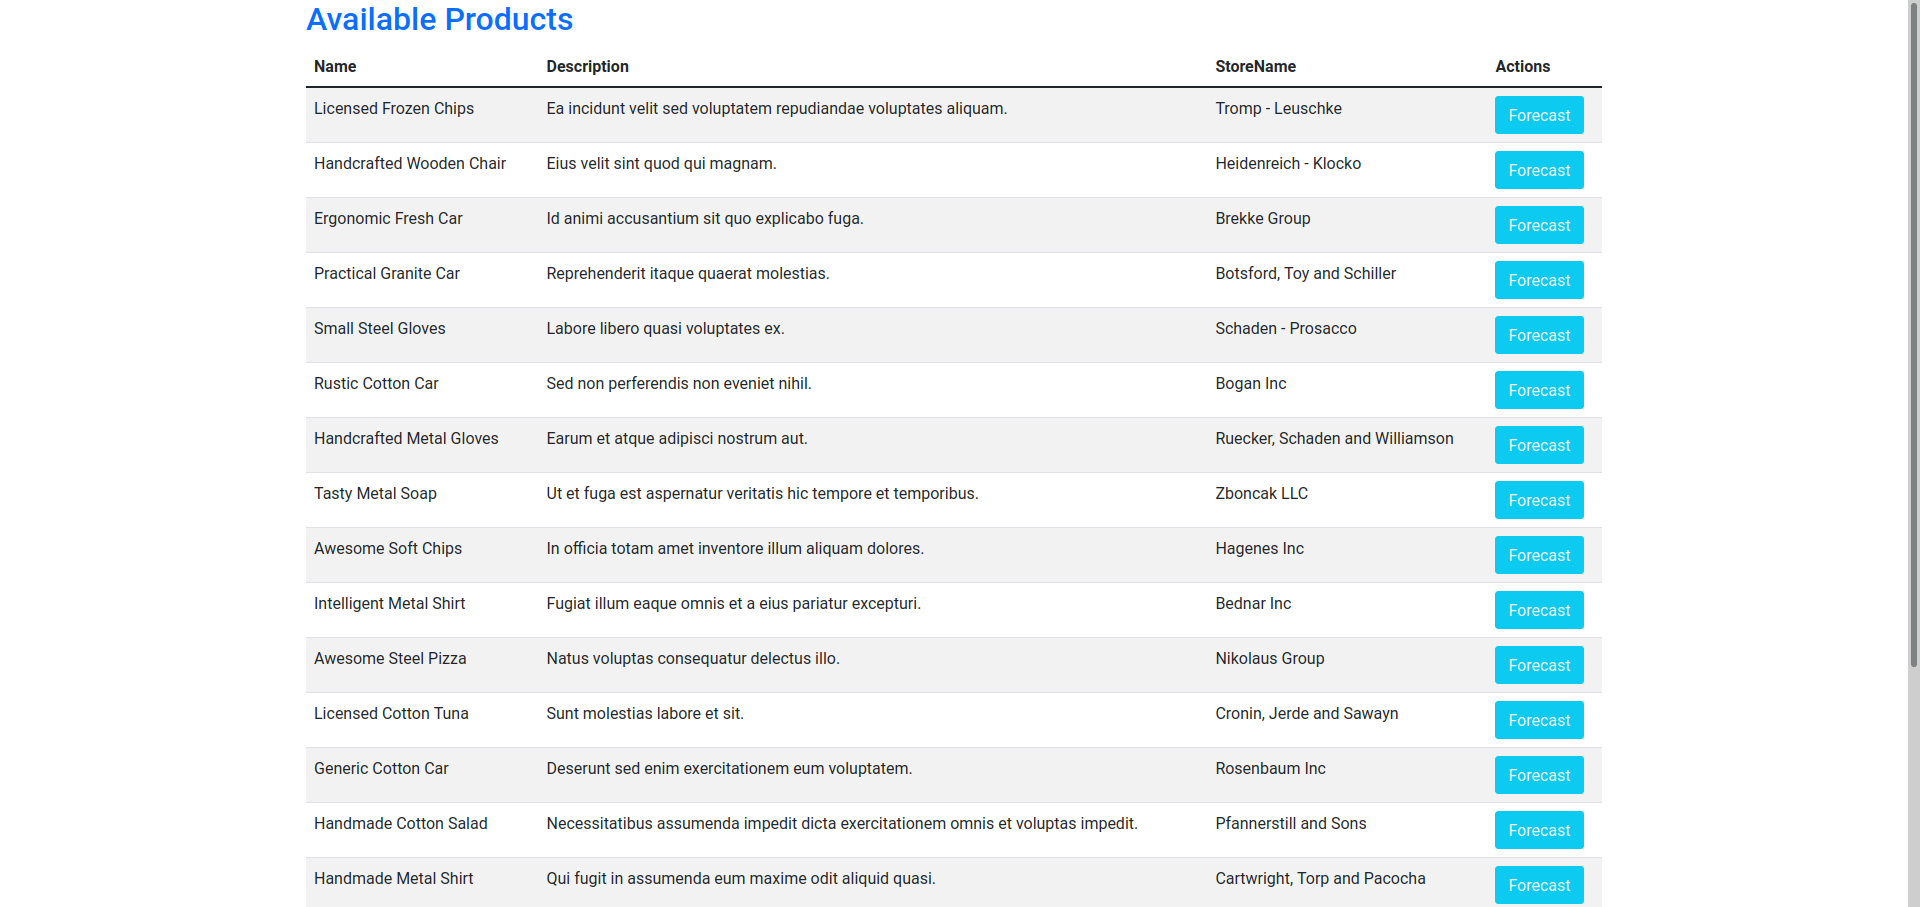 Available Products
Name Description StoreName Actions
Licensed Frozen Chips Ea incidunt velit sed voluptatem repudiandae voluptates aliquam. Tromp - Leuschke Forecast
Handcrafted Wooden Chair Eius velit sint quod qui magnam. Heidenreich - Klocko Forecast
Ergonomic Fresh Car Id animi accusantium sit quo explicabo fuga. Brekke Group Forecast
Practical Granite Car Reprehenderit itaque quaerat molestias. Botsford, Toy and Schiller Forecast
Small Steel Gloves Labore libero quasi voluptates ex. Schaden - Prosacco Forecast
Rustic Cotton Car Sed non perferendis non eveniet nihil. Bogan Inc Forecast
Handcrafted Metal Gloves Earum et atque adipisci nostrum aut. Ruecker, Schaden and Williamson Forecast
Tasty Metal Soap Ut et fuga est aspernatur veritatis hic tempore et temporibus. Zboncak LLC Forecast
Awesome Soft Chips In officia totam amet inventore illum aliquam dolores. Hagenes Inc Forecast
Intelligent Metal Shirt Fugiat illum eaque omnis et a eius pariatur excepturi. Bednar Inc Forecast
Awesome Steel Pizza Natus voluptas consequatur delectus illo. Nikolaus Group Forecast
Licensed Cotton Tuna Sunt molestias labore et sit. Cronin, Jerde and Sawayn Forecast
Generic Cotton Car Deserunt sed enim exercitationem eum voluptatem. Rosenbaum Inc Forecast
Handmade Cotton Salad Necessitatibus assumenda impedit dicta exercitationem omnis et voluptas impedit. Pfannerstill and Sons Forecast
Handmade Metal Shirt Qui fugit in assumenda eum maxime odit aliquid quasi. Cartwright, Torp and Pacocha Forecast